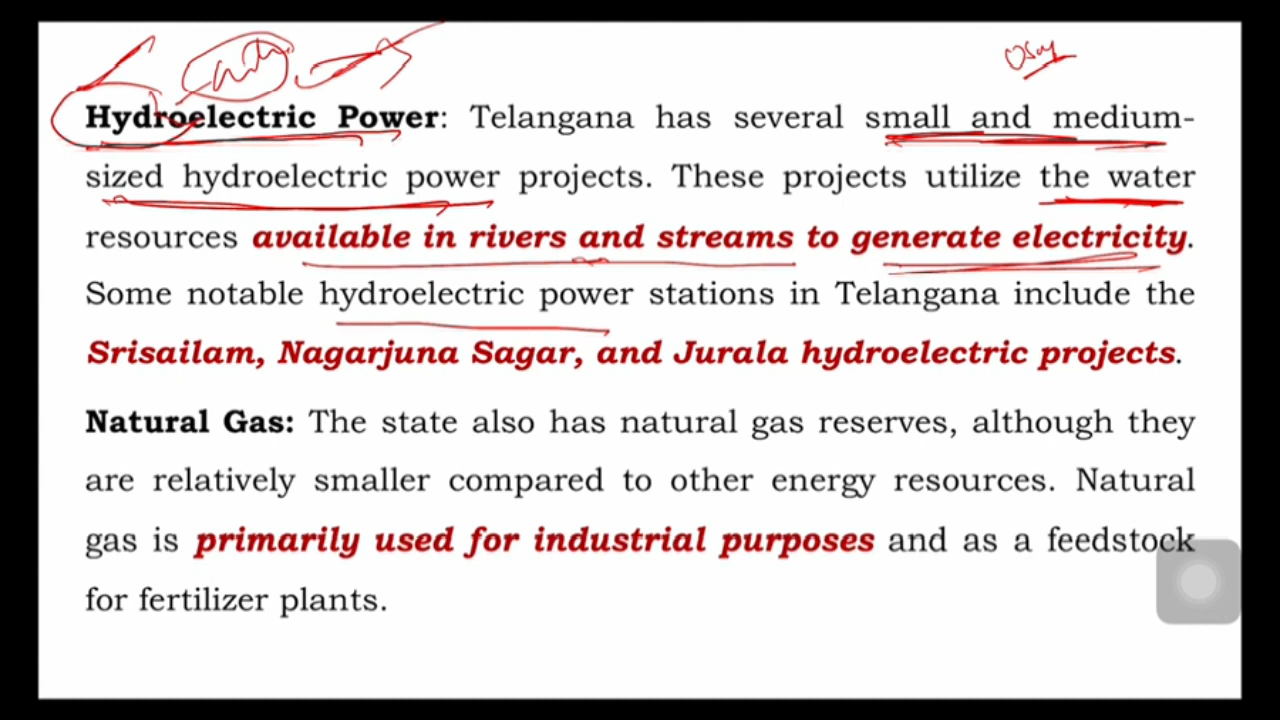 Hydroelectric Power: Telangana has several small and medium-
sized hydroelectric power projects. These projects utilize the water
resources available in rivers and streams to generate electricity.
Some notable hydroelectric power stations in Telangana include the
Srisailam, Nagarjuna Sagar, and Jurala hydroelectric projects.
Natural Gas: The state also has natural gas reserves, although they
are relatively smaller compared to other energy resources. Natural
gas is primarily used for industrial purposes and as a feedstock
for fertilizer plants.